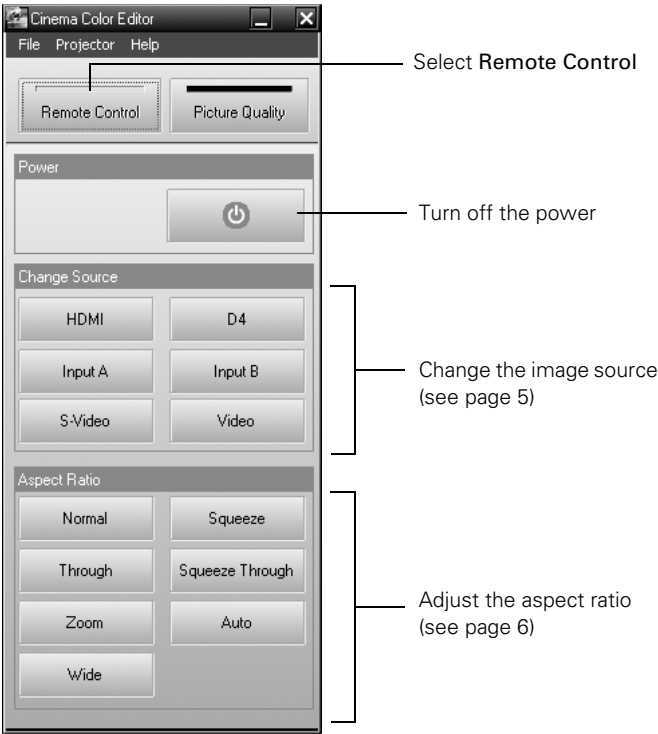 Cinema Color Editor
File Projector Help
Select Remote Control
Remote Control Picture Quality
Power
Turn off the power
Change Source
HDMI D4
Input A Input B
S-Video Video
Change the image source
(see page 5)
Aspect Ratio
Normal Squeeze
Through Squeeze Through
Zoom Auto
Wide
Adjust the aspect ratio
(see page 6)